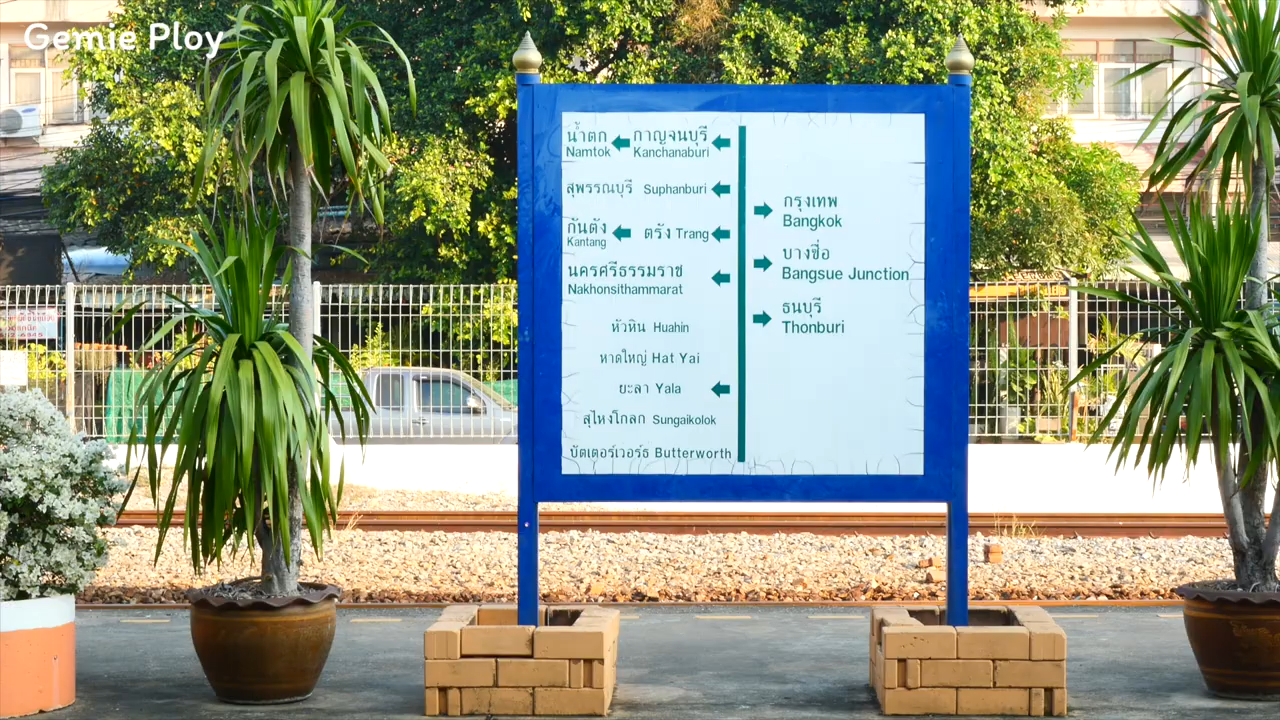 Gemie Ploy
น้ำตก กาญจนบุรี
Namtok Kanchanaburi
สุพรรณบุรี Suphanburi
กันตัง ตรัง Trang
Kantang
นครศรีธรรมราช
Nakhonsithammarat
หัวหิน Huahin
หาดใหญ่ Hat Yai
ยะลา Yala
สุไหงโกลก Sungaikolok
บัตเตอร์เวอร์ธ Butterworth
กรุงเทพ
Bangkok
บางซื่อ
Bangsue Junction
ธนบุรี
Thonburi